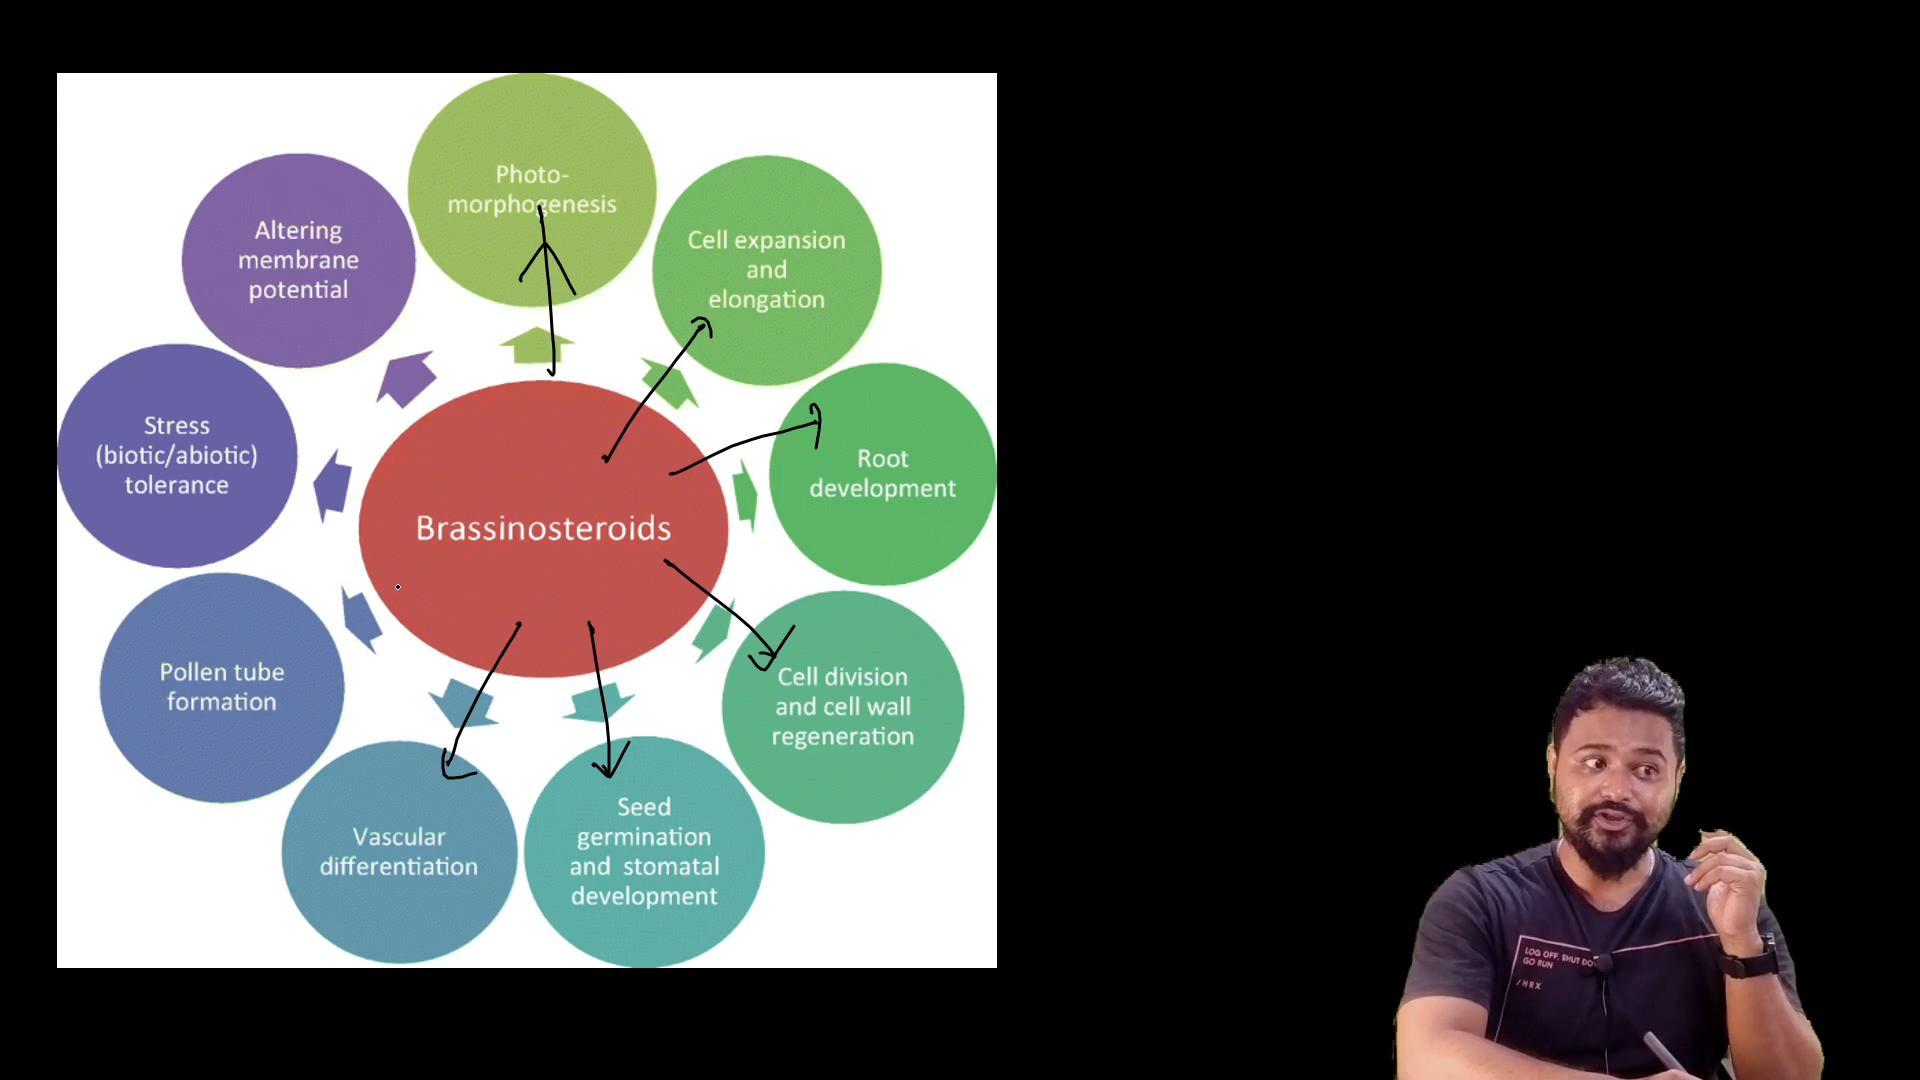 Photo-
morphogenesis
Cell expansion
and
elongation
Root
development
Cell division
and cell wall
regeneration
Seed
germination
and stomatal
development
Vascular
differentiation
Pollen tube
formation
Stress
(biotic/abiotic)
tolerance
Altering
membrane
potential
Brassinosteroids
LOG OFF, SHUT DO
GO RUN
/HRX